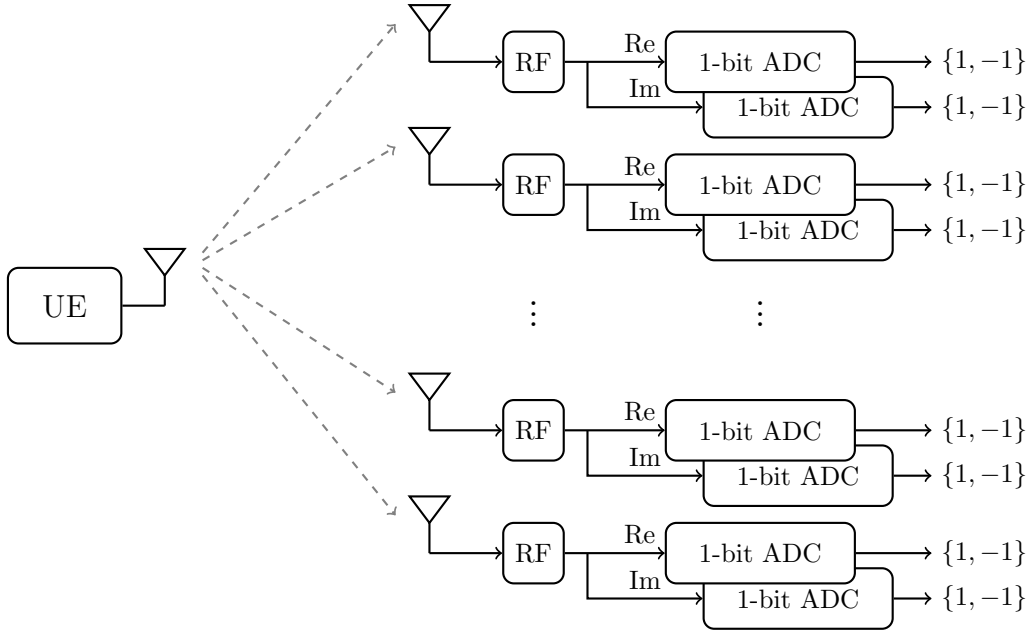 Re
RF 1-bit ADC {1, −1}
Im
1-bit ADC {1, −1}
Re
RF 1-bit ADC {1, −1}
Im
1-bit ADC {1, −1}
UE
⋮ ⋮
Re
RF 1-bit ADC {1, −1}
Im
1-bit ADC {1, −1}
Re
RF 1-bit ADC {1, −1}
Im
1-bit ADC {1, −1}